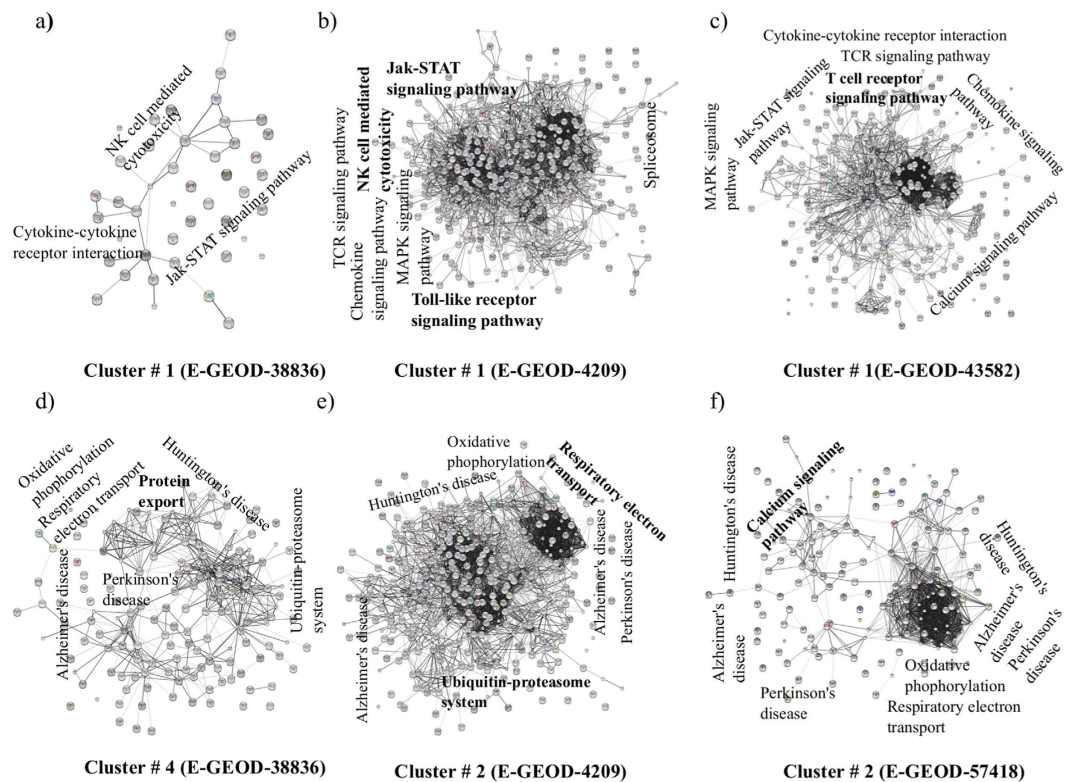 a)
NK cell mediated
cytotoxicity
Cytokine-cytokine
receptor interaction
Jak-STAT signaling pathway
Cluster # 1 (E-GEOD-38836)
b)
Jak-STAT
signaling pathway
TCR signaling pathway
Chemokine
signaling pathway
NK cell mediated
cytotoxicity
MAPK signaling
pathway
Spliceosome
Toll-like receptor
signaling pathway
Cluster # 1 (E-GEOD-4209)
c)
Cytokine-cytokine receptor interaction
TCR signaling pathway
T cell receptor
signaling pathway
Chemokine signaling
pathway
Jak-STAT signaling
pathway
MAPK signaling
pathway
Calcium signaling pathway
Cluster # 1(E-GEOD-43582)
d)
Oxidative
phophorylation
Respiratory
electron transport
Protein
export
Huntington's disease
Alzheimer's disease
Perkinson's
disease
Ubiquitin-proteasome
system
Cluster # 4 (E-GEOD-38836)
e)
Oxidative
phophorylation
Huntington's disease
Respiratory electron
transport
Alzheimer's disease
Perkinson's disease
Alzheimer's disease
Ubiquitin-proteasome
system
Cluster # 2 (E-GEOD-4209)
f)
Huntington's disease
Calcium signaling
pathway
Alzheimer's
disease
Perkinson's
disease
Huntington's
disease
Alzheimer's
disease
Perkinson's
disease
Oxidative
phophorylation
Respiratory electron
transport
Cluster # 2 (E-GEOD-57418)